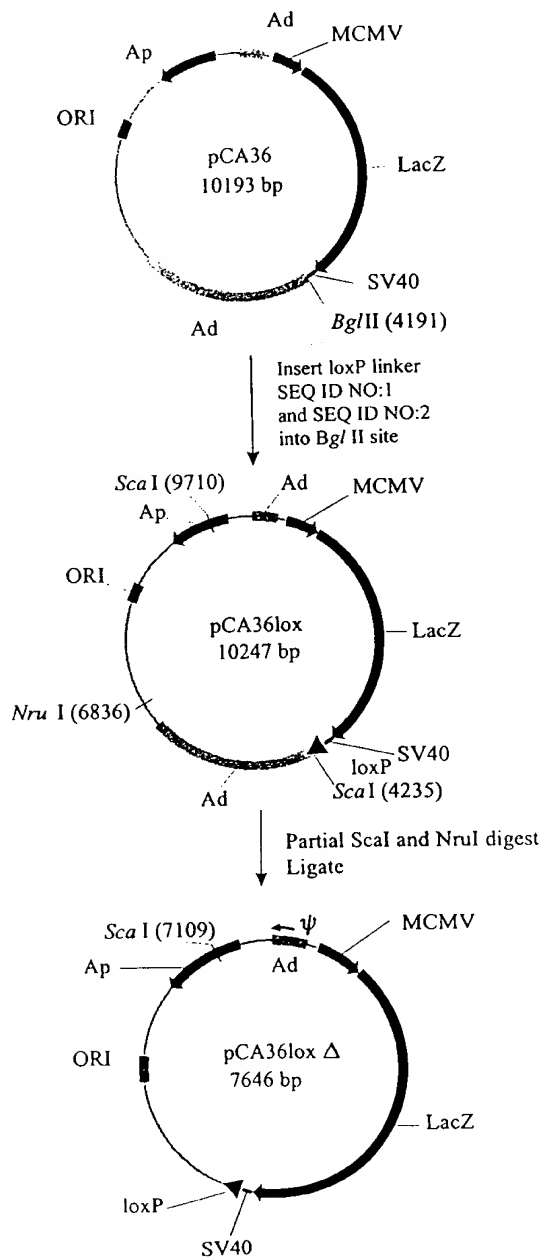 Ad
Ap
MCMV
ORI
pCA36
10193 bp
LacZ
SV40
BglII (4191)
Ad
Insert loxP linker
SEQ ID NO:1
and SEQ ID NO:2
into Bgl II site
Sca I (9710)
Ad
MCMV
Ap
ORI
pCA36lox
10247 bp
LacZ
Nru I (6836)
SV40
loxP
ScaI (4235)
Ad
Partial ScaI and NruI digest
Ligate
Sca I (7109)
ψ
MCMV
Ap
Ad
ORI
pCA36lox Δ
7646 bp
LacZ
loxP
SV40